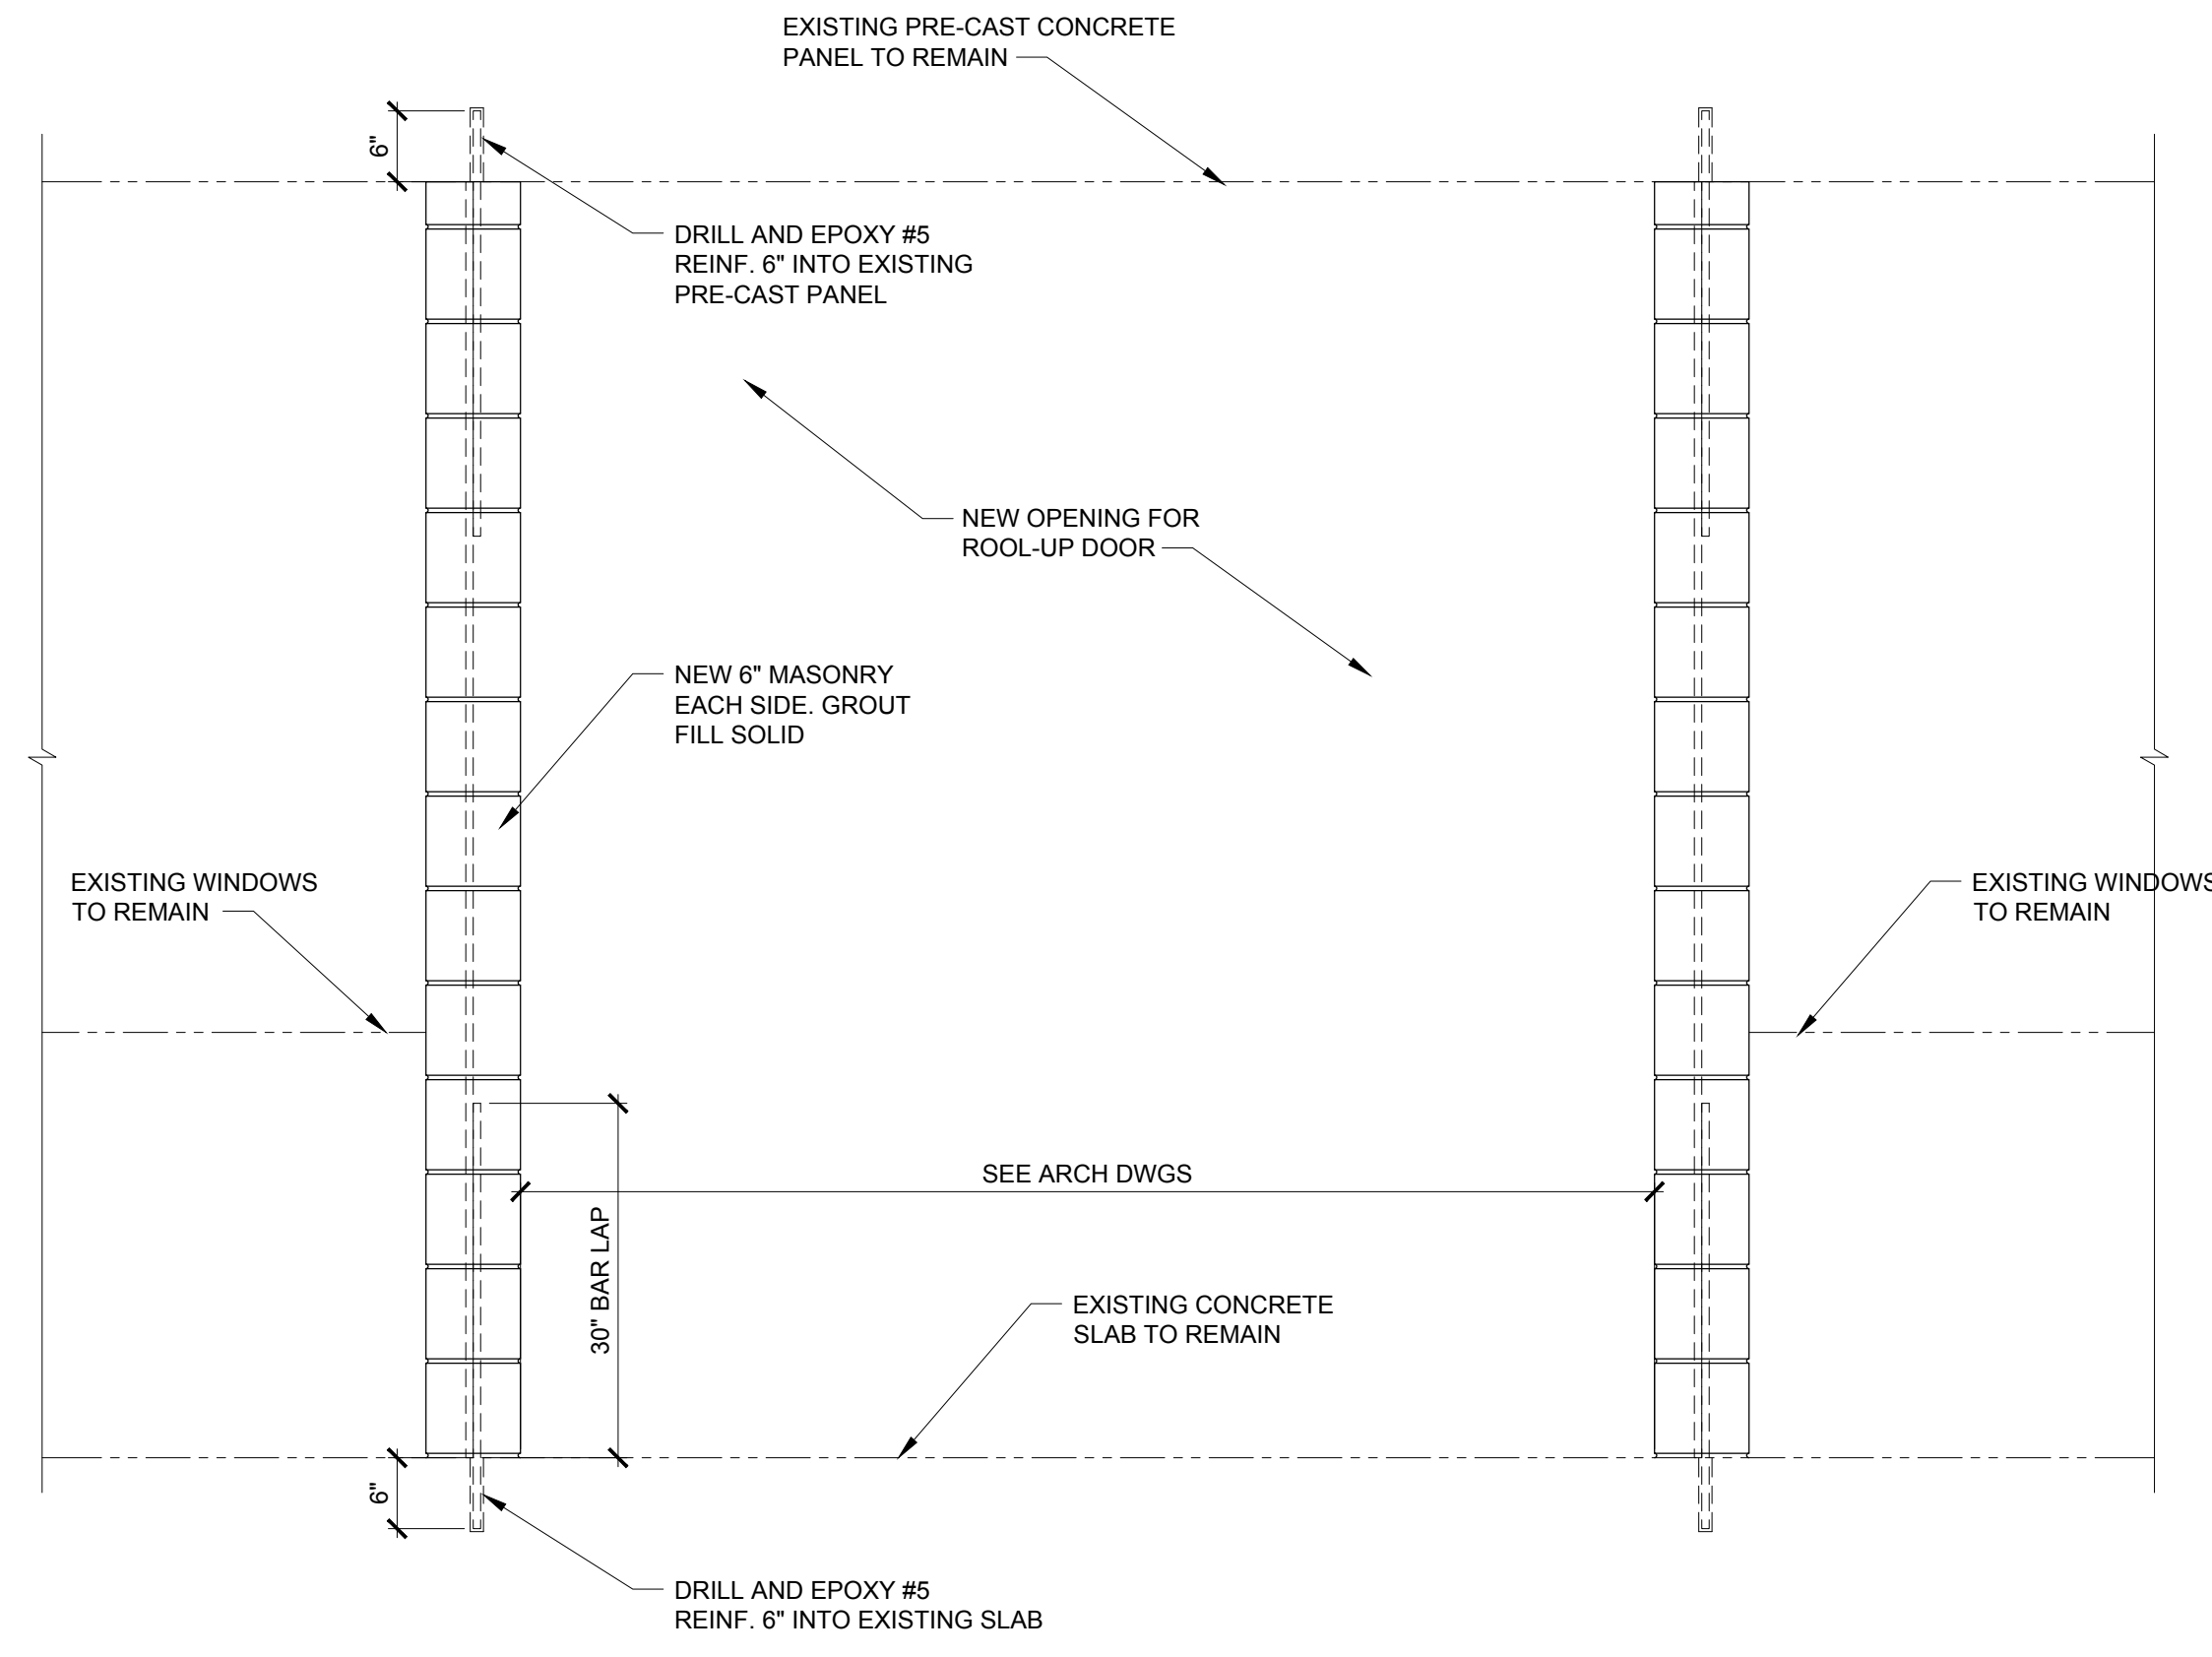 EXISTING PRE-CAST CONCRETE
PANEL TO REMAIN
6"
DRILL AND EPOXY #5
REINF. 6" INTO EXISTING
PRE-CAST PANEL
NEW OPENING FOR
ROOL-UP DOOR
NEW 6" MASONRY
EACH SIDE. GROUT
FILL SOLID
EXISTING WINDOWS
TO REMAIN
EXISTING WINDOWS
TO REMAIN
SEE ARCH DWGS
30" BAR LAP
EXISTING CONCRETE
SLAB TO REMAIN
6"
DRILL AND EPOXY #5
REINF. 6" INTO EXISTING SLAB